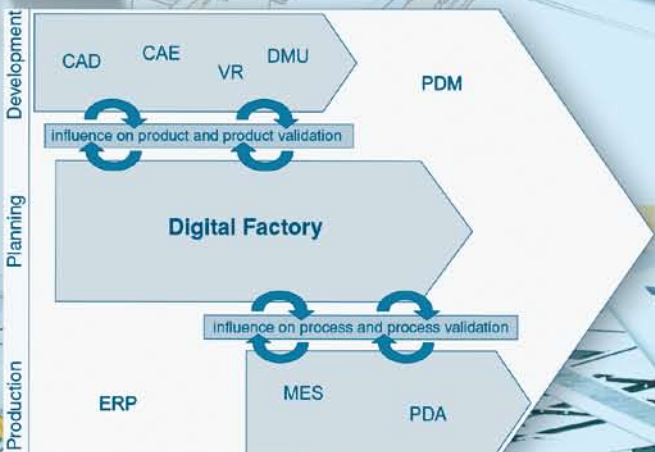 Development
CAD
CAE
VR
DMU
PDM
influence on product and product validation
Planning
Digital Factory
influence on process and process validation
Production
ERP
MES
PDA